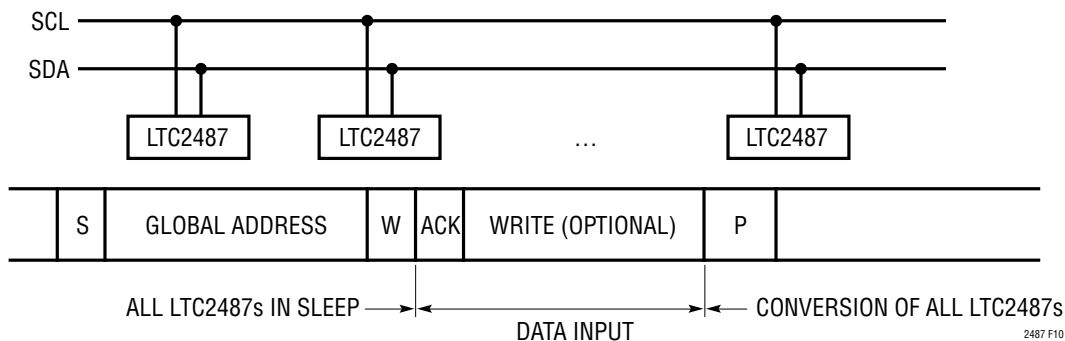 SCL
SDA
LTC2487 LTC2487 … LTC2487
S GLOBAL ADDRESS W ACK WRITE (OPTIONAL) P
ALL LTC2487s IN SLEEP DATA INPUT CONVERSION OF ALL LTC2487s
2487 F10